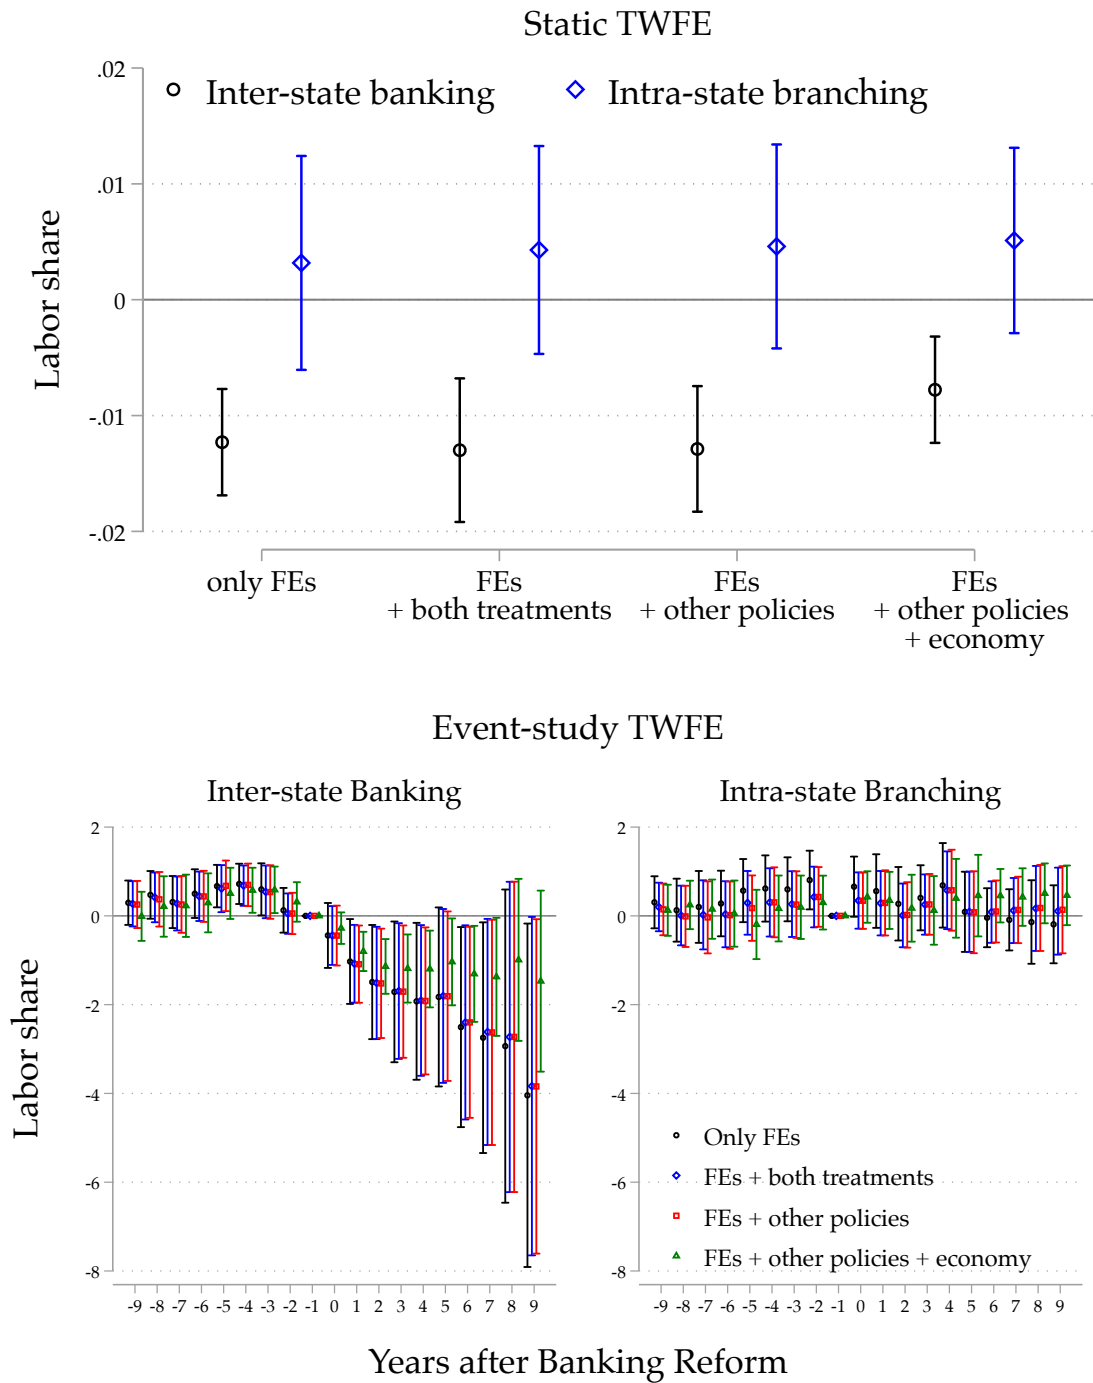 Static TWFE
Inter-state banking
Intra-state branching
Labor share
.02
.01
0
-.01
-.02
only FEs
FEs
+ both treatments
FEs
+ other policies
FEs
+ other policies
+ economy
Event-study TWFE
Inter-state Banking
Intra-state Branching
Labor share
2
0
-2
-4
-6
-8
-9 -8 -7 -6 -5 -4 -3 -2 -1 0 1 2 3 4 5 6 7 8 9
2
0
-2
-4
-6
-8
Only FEs
FEs + both treatments
FEs + other policies
FEs + other policies + economy
-9 -8 -7 -6 -5 -4 -3 -2 -1 0 1 2 3 4 5 6 7 8 9
Years after Banking Reform